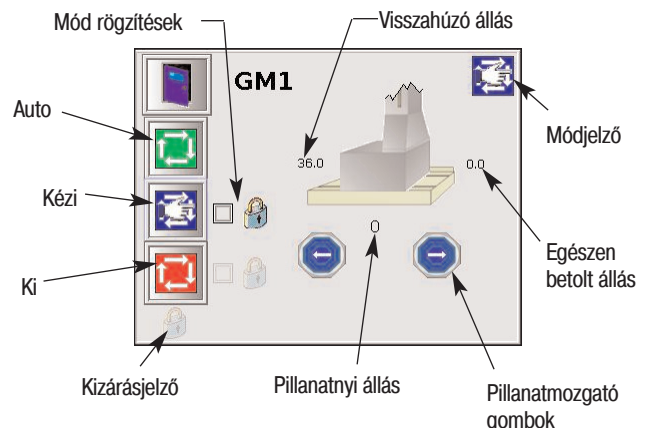 Mód rögzítések
Visszahúzó állás
GM1
Auto
Módjelző
36.0
0.0
Kézi
0
Egészen
betolt állás
Ki
Kizárásjelző
Pillanatnyi állás
Pillanatmozgató
gombok